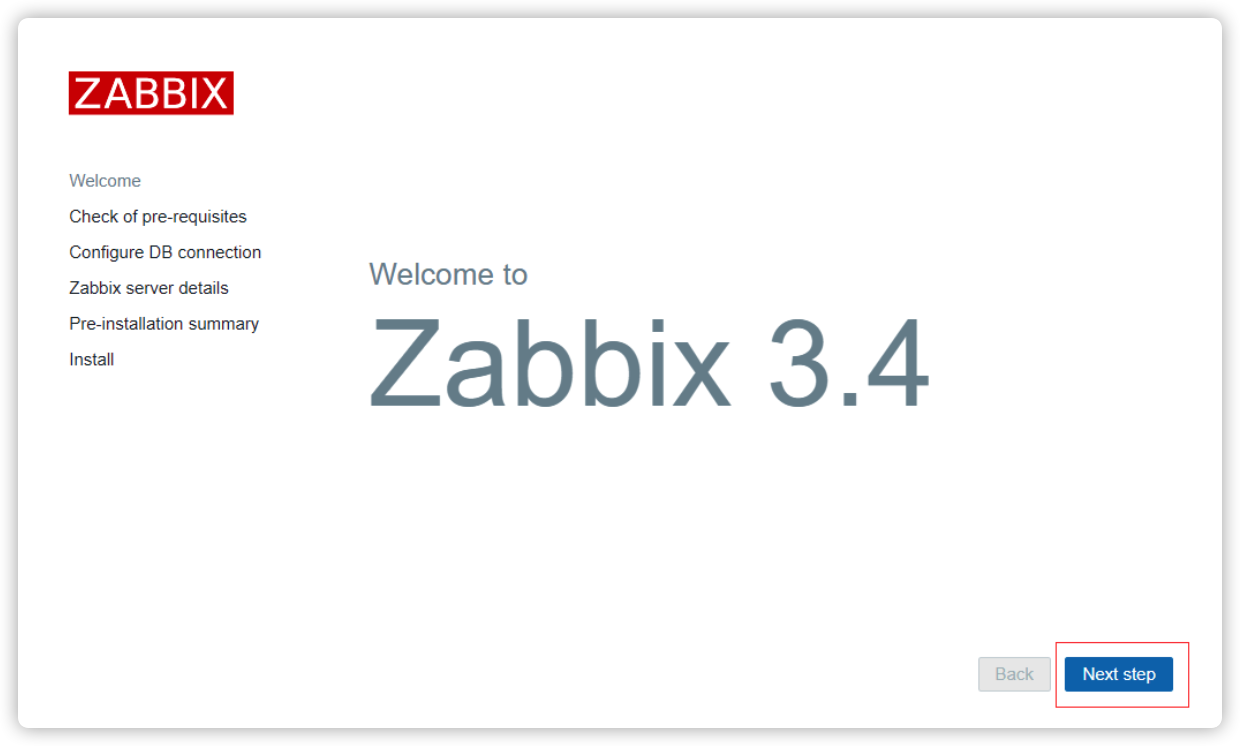 ZABBIX
Welcome
Check of pre-requisites
Configure DB connection
Zabbix server details
Pre-installation summary
Install
Welcome to
Zabbix 3.4
Back
Next step